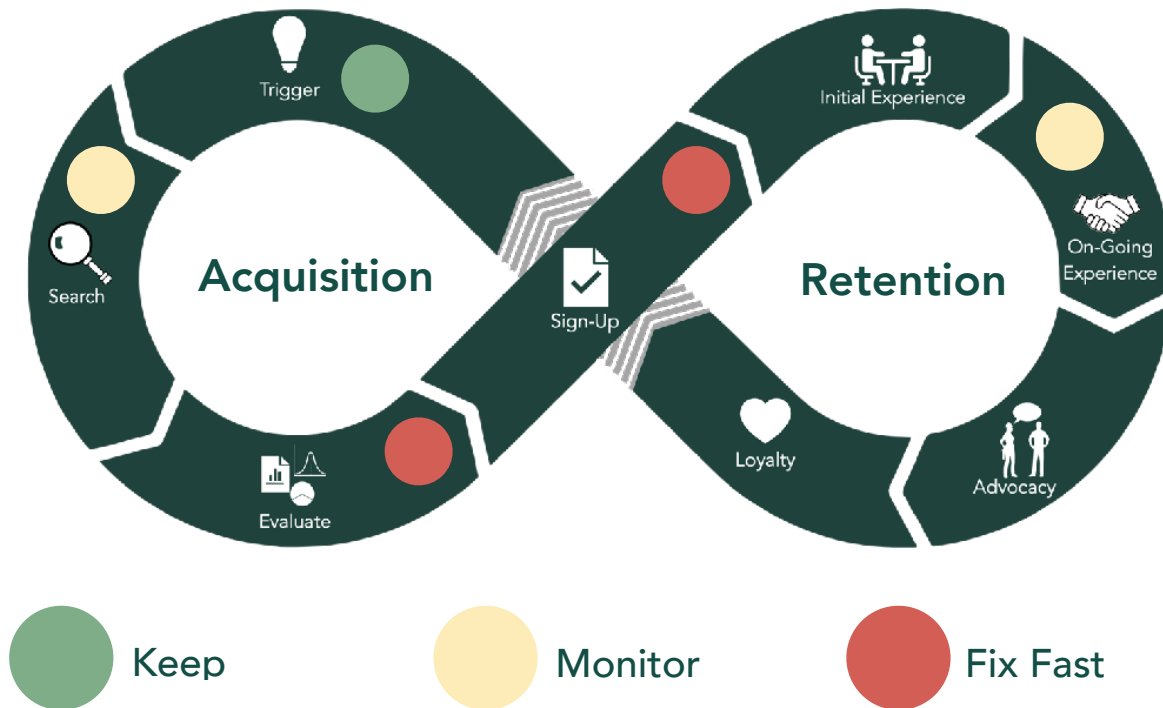 Trigger
Initial Experience
Search
Acquisition
Sign-Up
Retention
On-Going
Experience
Evaluate
Loyalty
Advocacy
Keep
Monitor
Fix Fast